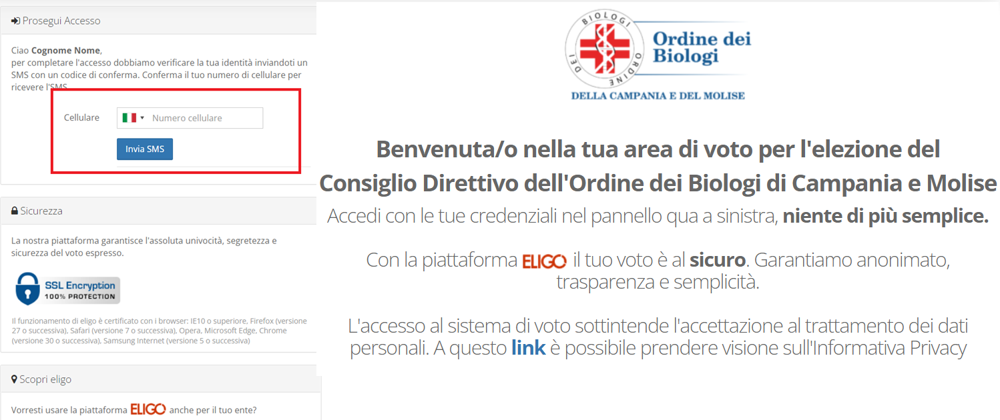 Prosegui Accesso
Ciao Cognome Nome,
per completare l'accesso dobbiamo verificare la tua identità inviandoti un
SMS con un codice di conferma. Conferma il tuo numero di cellulare per
ricevere l'SMS
Cellulare
Numero cellulare
Invia SMS
Sicurezza
La nostra piattaforma garantisce l'assoluta univocità, segretezza e
sicurezza del voto espresso.
SSL Encryption
100% PROTECTION
Il funzionamento di eligo è certificato con i browser: IE10 o superiore, Firefox (versione
27 o successiva), Safari (versione 7 o successiva), Opera, Microsoft Edge, Chrome
(versione 30 o successiva), Samsung Internet (versione 5 o successiva)
Scopri eligo
Vorresti usare la piattaforma ELIGO anche per il tuo ente?
ORDINE DEI BIOLOGI
Ordine dei
Biologi
DELLA CAMPANIA E DEL MOLISE
Benvenuta/o nella tua area di voto per l'elezione del
Consiglio Direttivo dell'Ordine dei Biologi di Campania e Molise
Accedi con le tue credenziali nel pannello qua a sinistra, niente di più semplice.
Con la piattaforma ELIGO il tuo voto è al sicuro. Garantiamo anonimato,
trasparenza e semplicità.
L'accesso al sistema di voto sottintende l'accettazione al trattamento dei dati
personali. A questo link è possibile prendere visione sull'Informativa Privacy